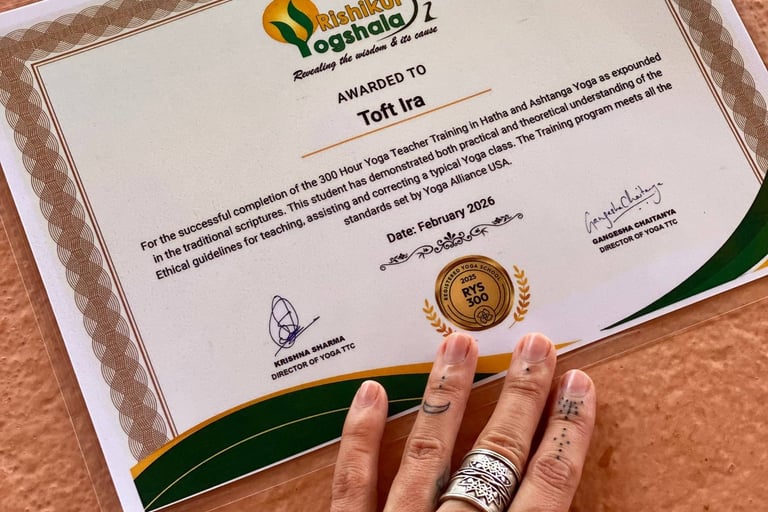 Rishikul
Yogshala
Revealing the wisdom & its cause
AWARDED TO
Toft Ira
For the successful completion of the 300 Hour Yoga Teacher Training in Hatha and Ashtanga Yoga as expounded
in the traditional scriptures. This student has demonstrated both practical and theoretical understanding of the
Ethical guidelines for teaching, assisting and correcting a typical Yoga class. The Training program meets all the
standards set by Yoga Alliance USA.
Date: February 2026
REGISTERED YOGA SCHOOL
2025
RYS
300
KRISHNA SHARMA
DIRECTOR OF YOGA TTC
Gangesha Chaitanya
GANGESHA CHAITANYA
DIRECTOR OF YOGA TTC